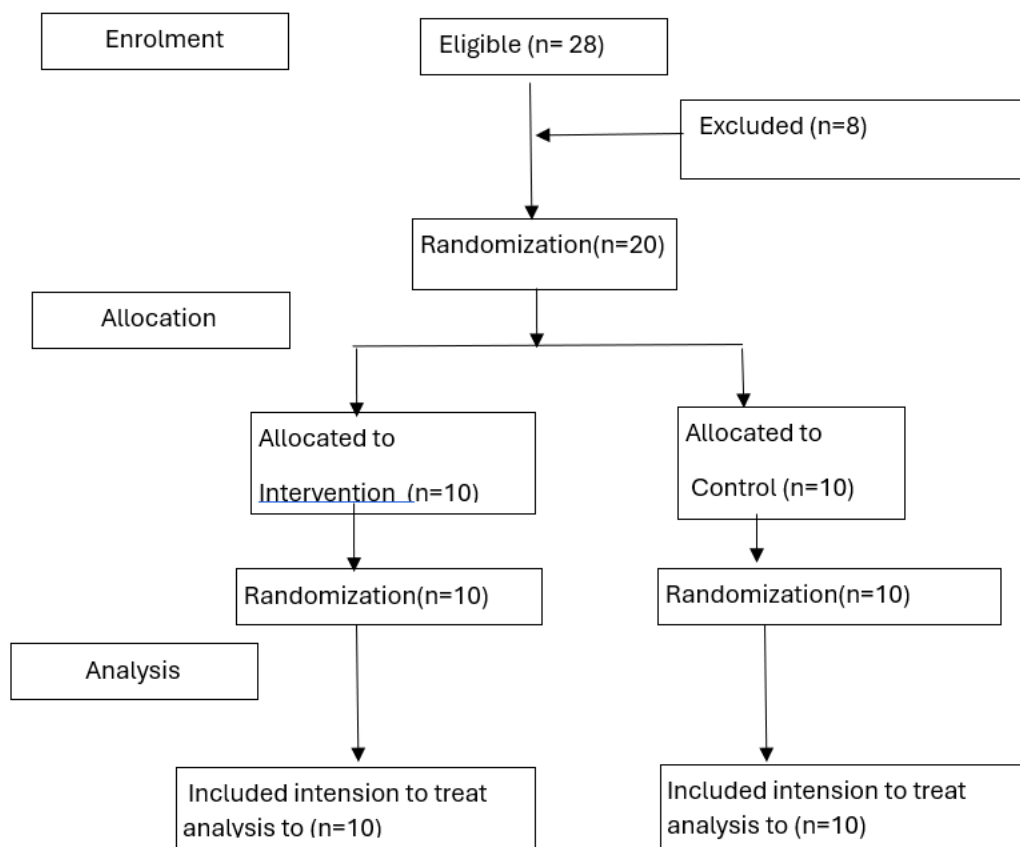 Enrolment
Eligible (n= 28)
Excluded (n=8)
Randomization(n=20)
Allocation
Allocated to
Intervention (n=10)
Allocated to
Control (n=10)
Randomization(n=10)
Randomization(n=10)
Analysis
Included intension to treat
analysis to (n=10)
Included intension to treat
analysis to (n=10)